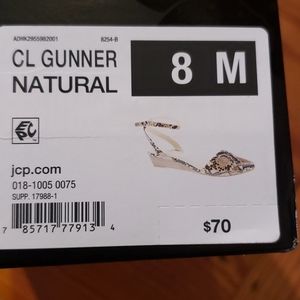 ADHK2955982001 8254-B
CL GUNNER
NATURAL
8 M
jcp.com
018-1005 0075
SUPP. 17988-1
7 85717 77913 4
$70